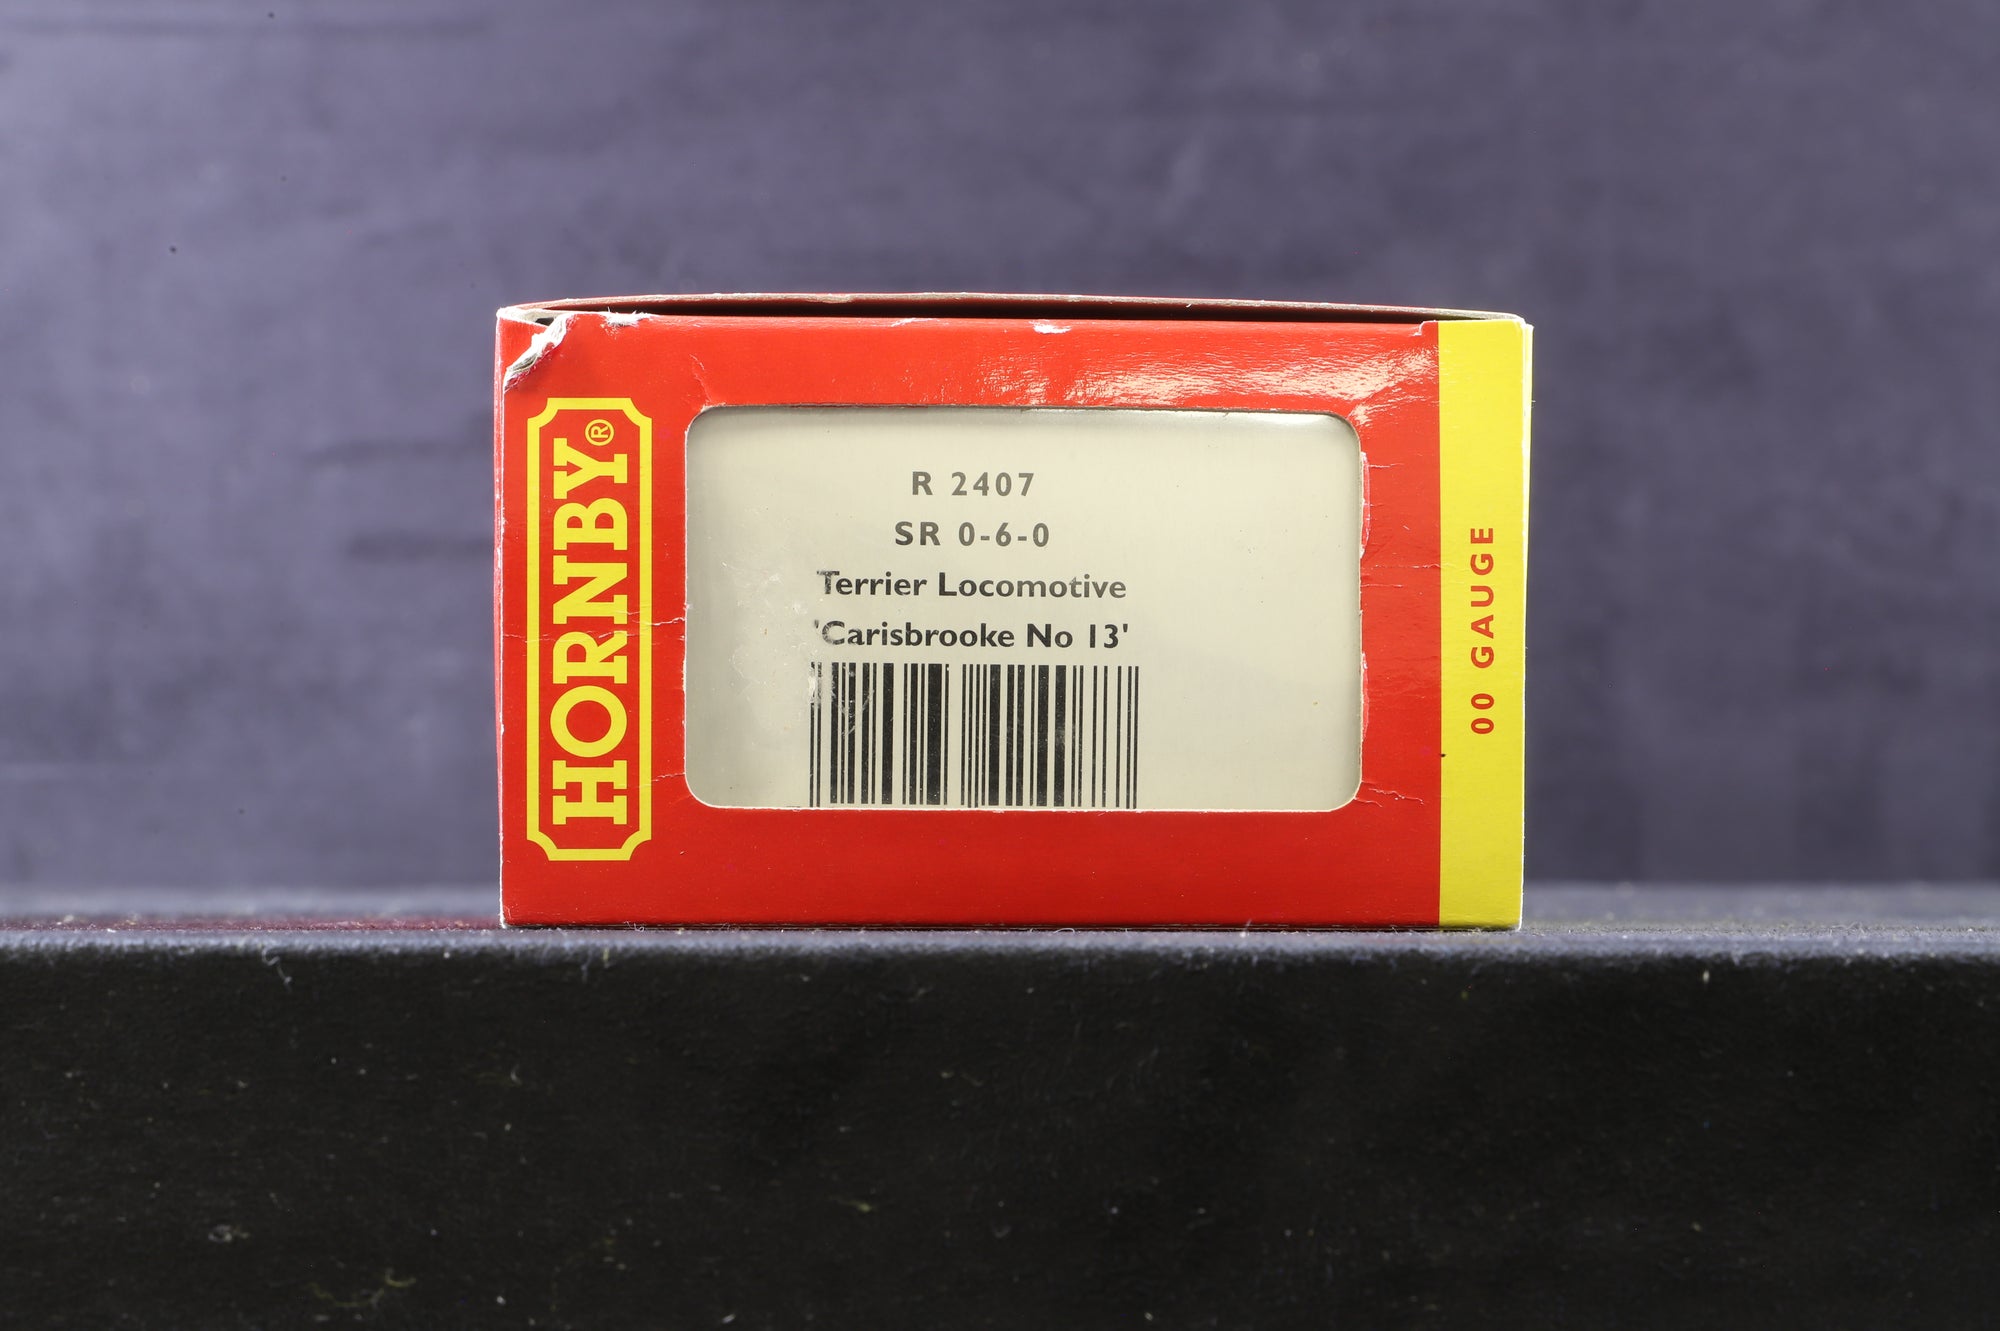 HORNBY®
R 2407
SR 0-6-0
Terrier Locomotive
'Carisbrooke No 13'
00 GAUGE